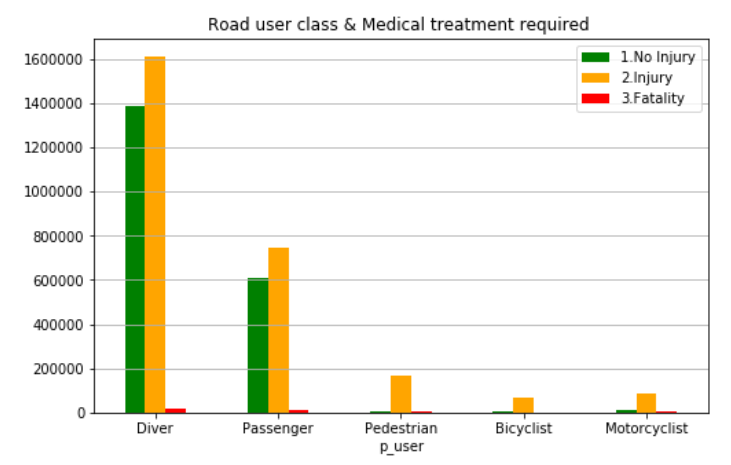 Road user class & Medical treatment required
1.No Injury
2.Injury
3.Fatality
1600000
1400000
1200000
1000000
800000
600000
400000
200000
0
Diver Passenger Pedestrian Bicyclist Motorcyclist
p_user